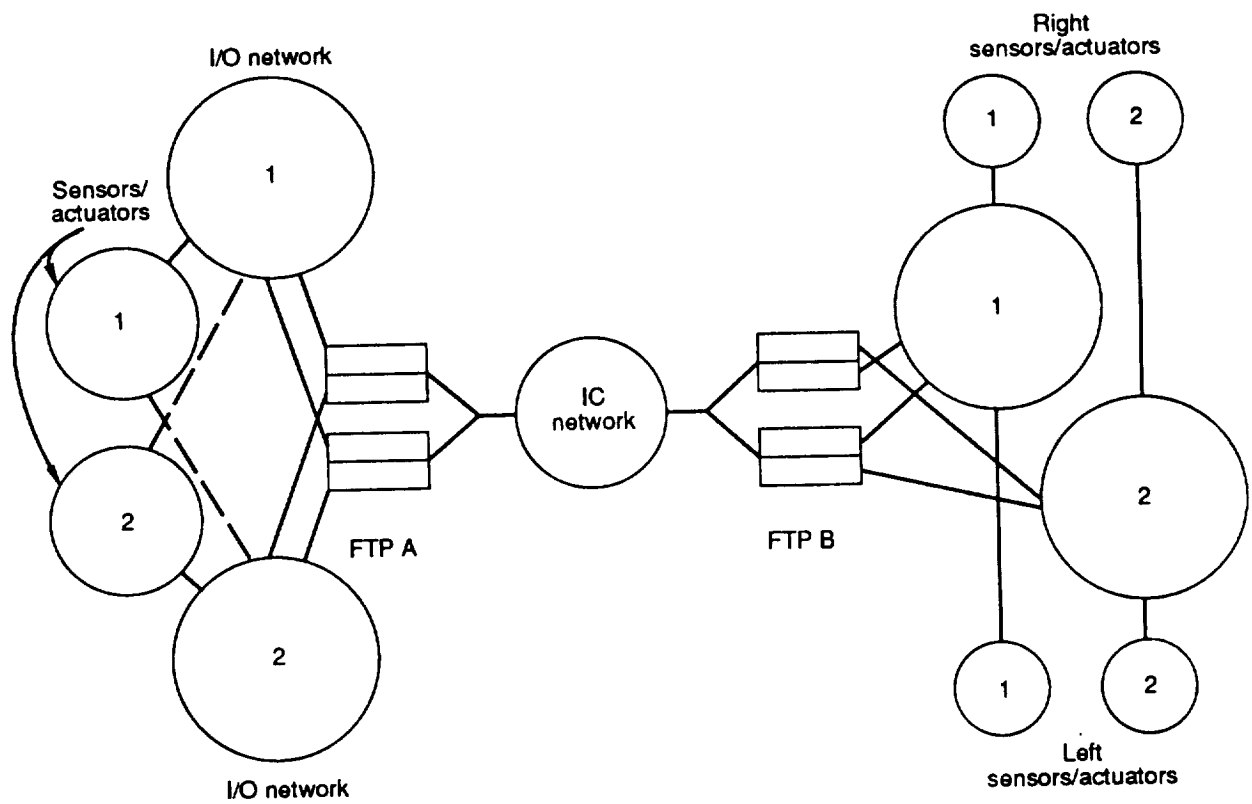 I/O network
1
Sensors/
actuators
1
2
2
I/O network
FTP A
IC
network
FTP B
Right
sensors/actuators
1
2
1
2
1
2
Left
sensors/actuators